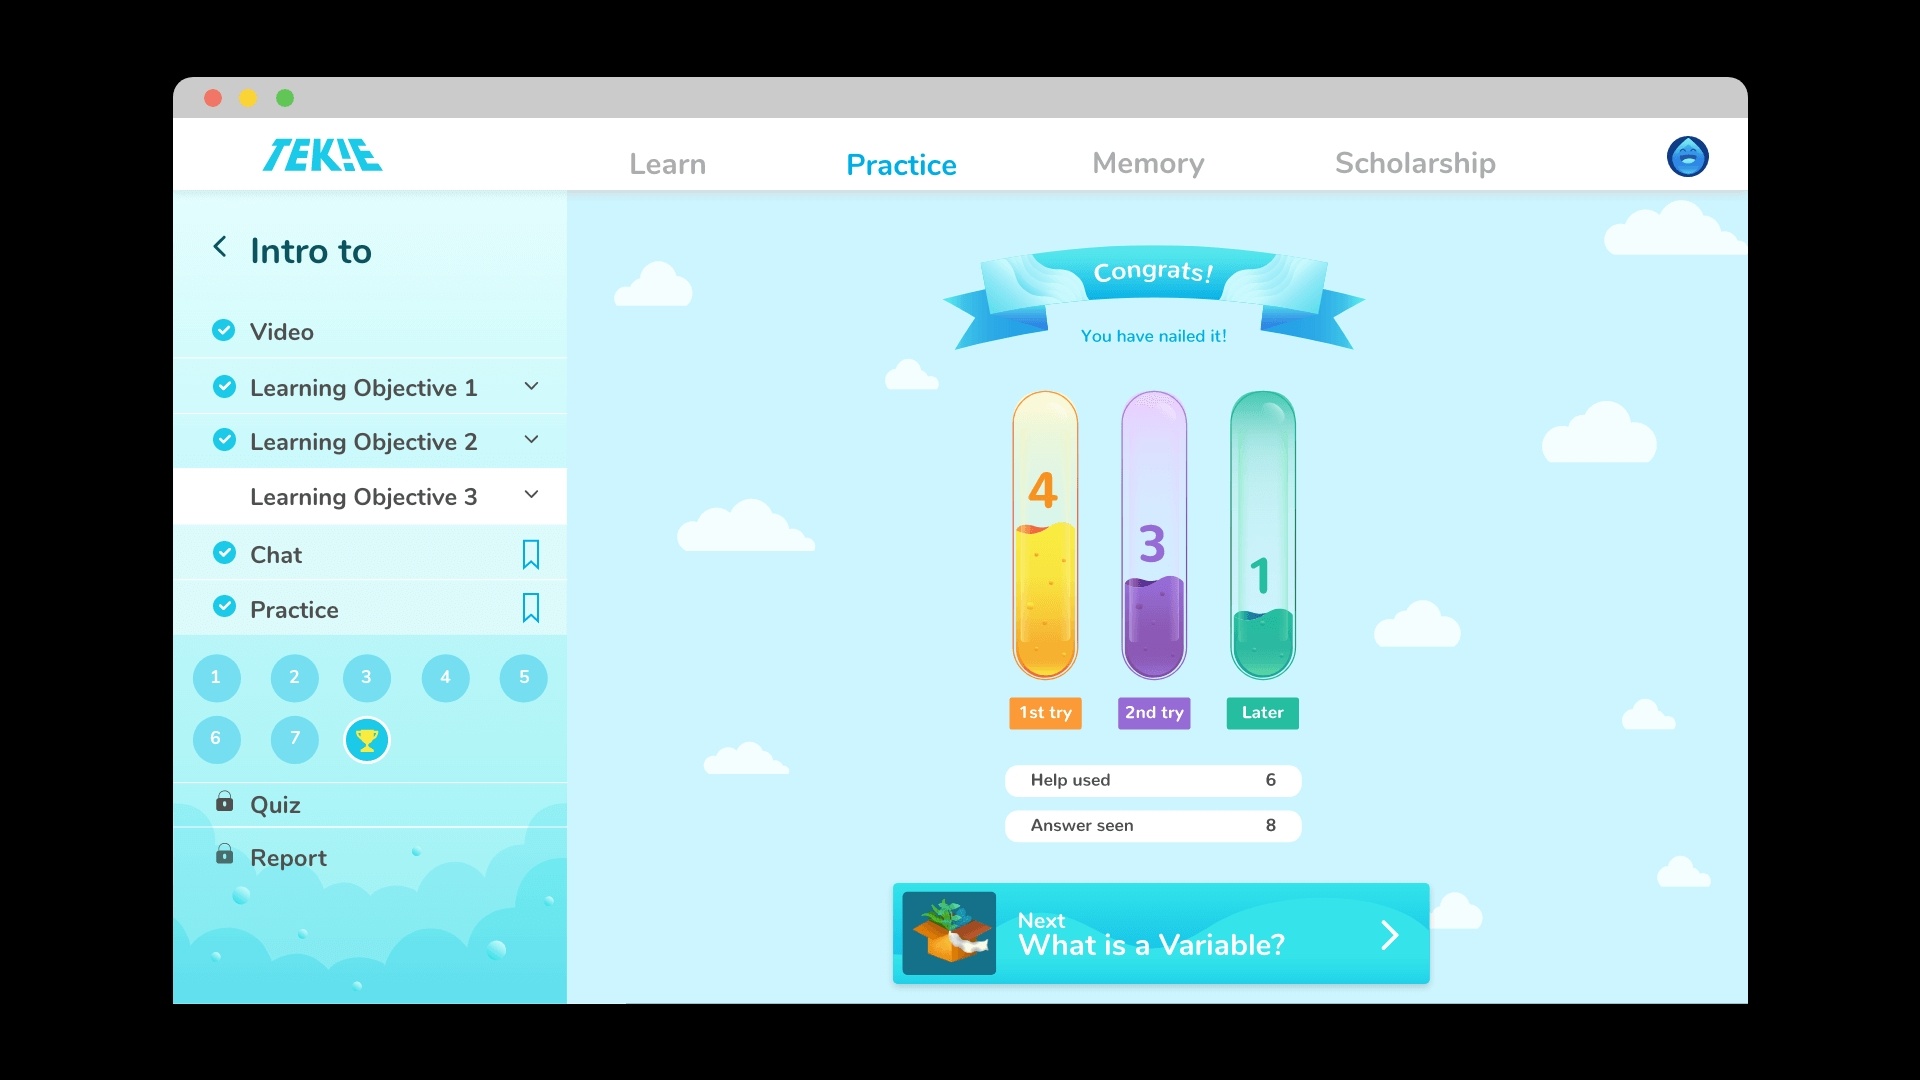 TEKIE
Learn
Practice
Memory
Scholarship
Intro to
Video
Learning Objective 1
Learning Objective 2
Learning Objective 3
Chat
Practice
1 2 3 4 5
6 7
Quiz
Report
Congrats!
You have nailed it!
4
3
1
1st try
2nd try
Later
Help used 6
Answer seen 8
Next
What is a Variable?